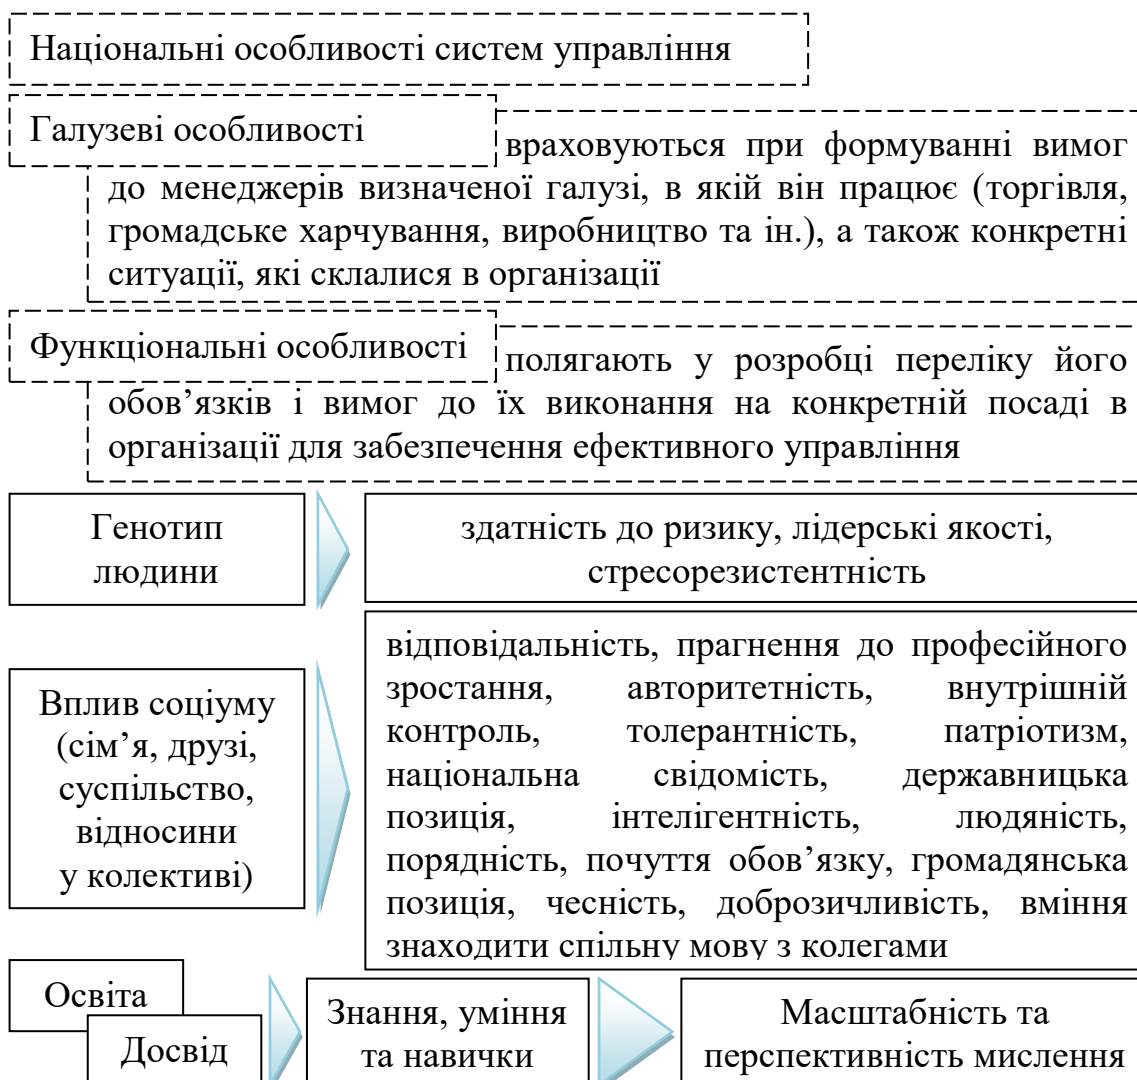 Національні особливості систем управління
Галузеві особливості
враховуються при формуванні вимог
до менеджерів визначеної галузі, в якій він працює (торгівля,
громадське харчування, виробництво та ін.), а також конкретні
ситуації, які склалися в організації
Функціональні особливості
полягають у розробці переліку його
обов’язків і вимог до їх виконання на конкретній посаді в
організації для забезпечення ефективного управління
Генотип
людини
здатність до ризику, лідерські якості,
стресорезистентність
Вплив соціуму
(сім’я, друзі,
суспільство,
відносини
у колективі)
відповідальність, прагнення до професійного
зростання, авторитетність, внутрішній
контроль, толерантність, патріотизм,
національна свідомість, державницька
позиція, інтелігентність, людяність,
порядність, почуття обов’язку, громадянська
позиція, чесність, доброзичливість, вміння
знаходити спільну мову з колегами
Освіта
Досвід
Знання, уміння
та навички
Масштабність та
перспективність мислення